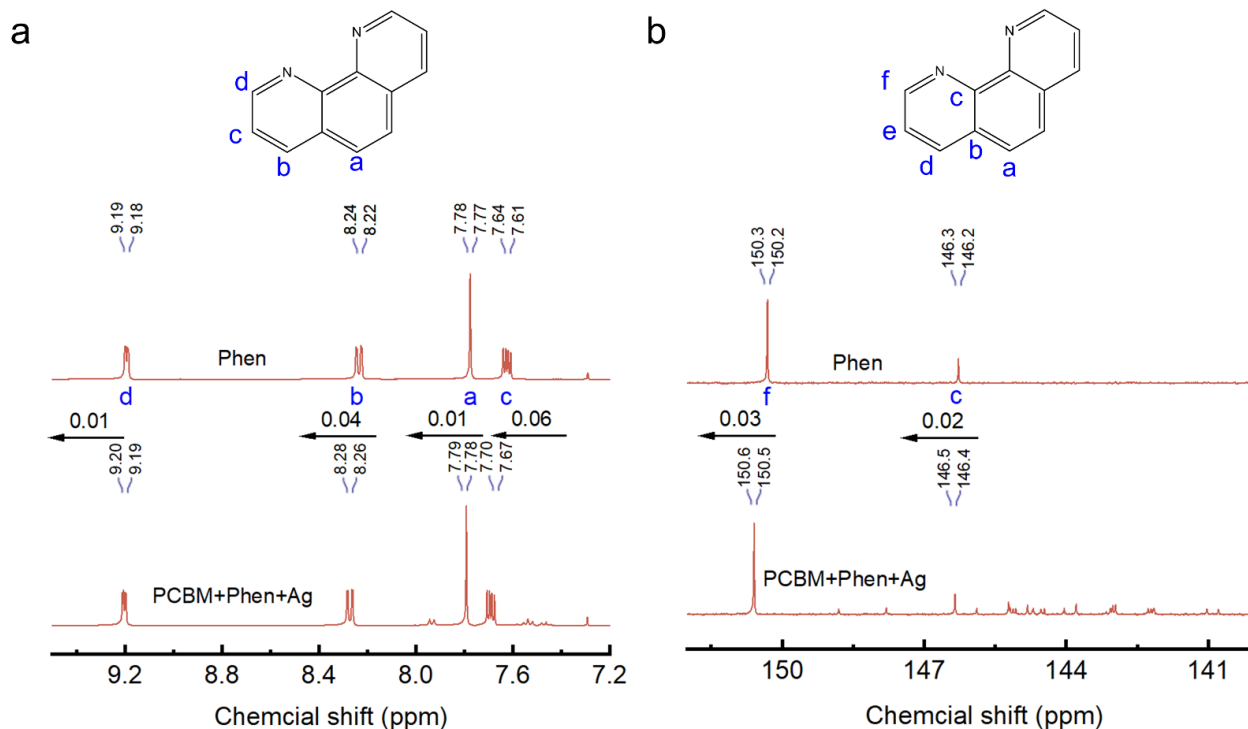 a
N
N
d
c
b
a
9.19
9.18
8.24
8.22
7.78
7.77
7.64
7.61
Phen
d
b
a
c
0.01
0.04
0.01
0.06
9.20
9.19
8.28
8.26
7.79
7.78
7.70
7.67
PCBM+Phen+Ag
9.2
8.8
8.4
8.0
7.6
7.2
Chemcial shift (ppm)
b
N
N
f
c
e
d
b
a
150.3
150.2
146.3
146.2
Phen
f
c
0.03
0.02
150.6
150.5
146.5
146.4
PCBM+Phen+Ag
150
147
144
141
Chemcial shift (ppm)